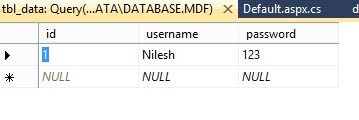 tbl_data: Query(...ATA\DATABASE.MDF) Default.aspx.cs d
id username password
1 Nilesh 123
NULL NULL NULL